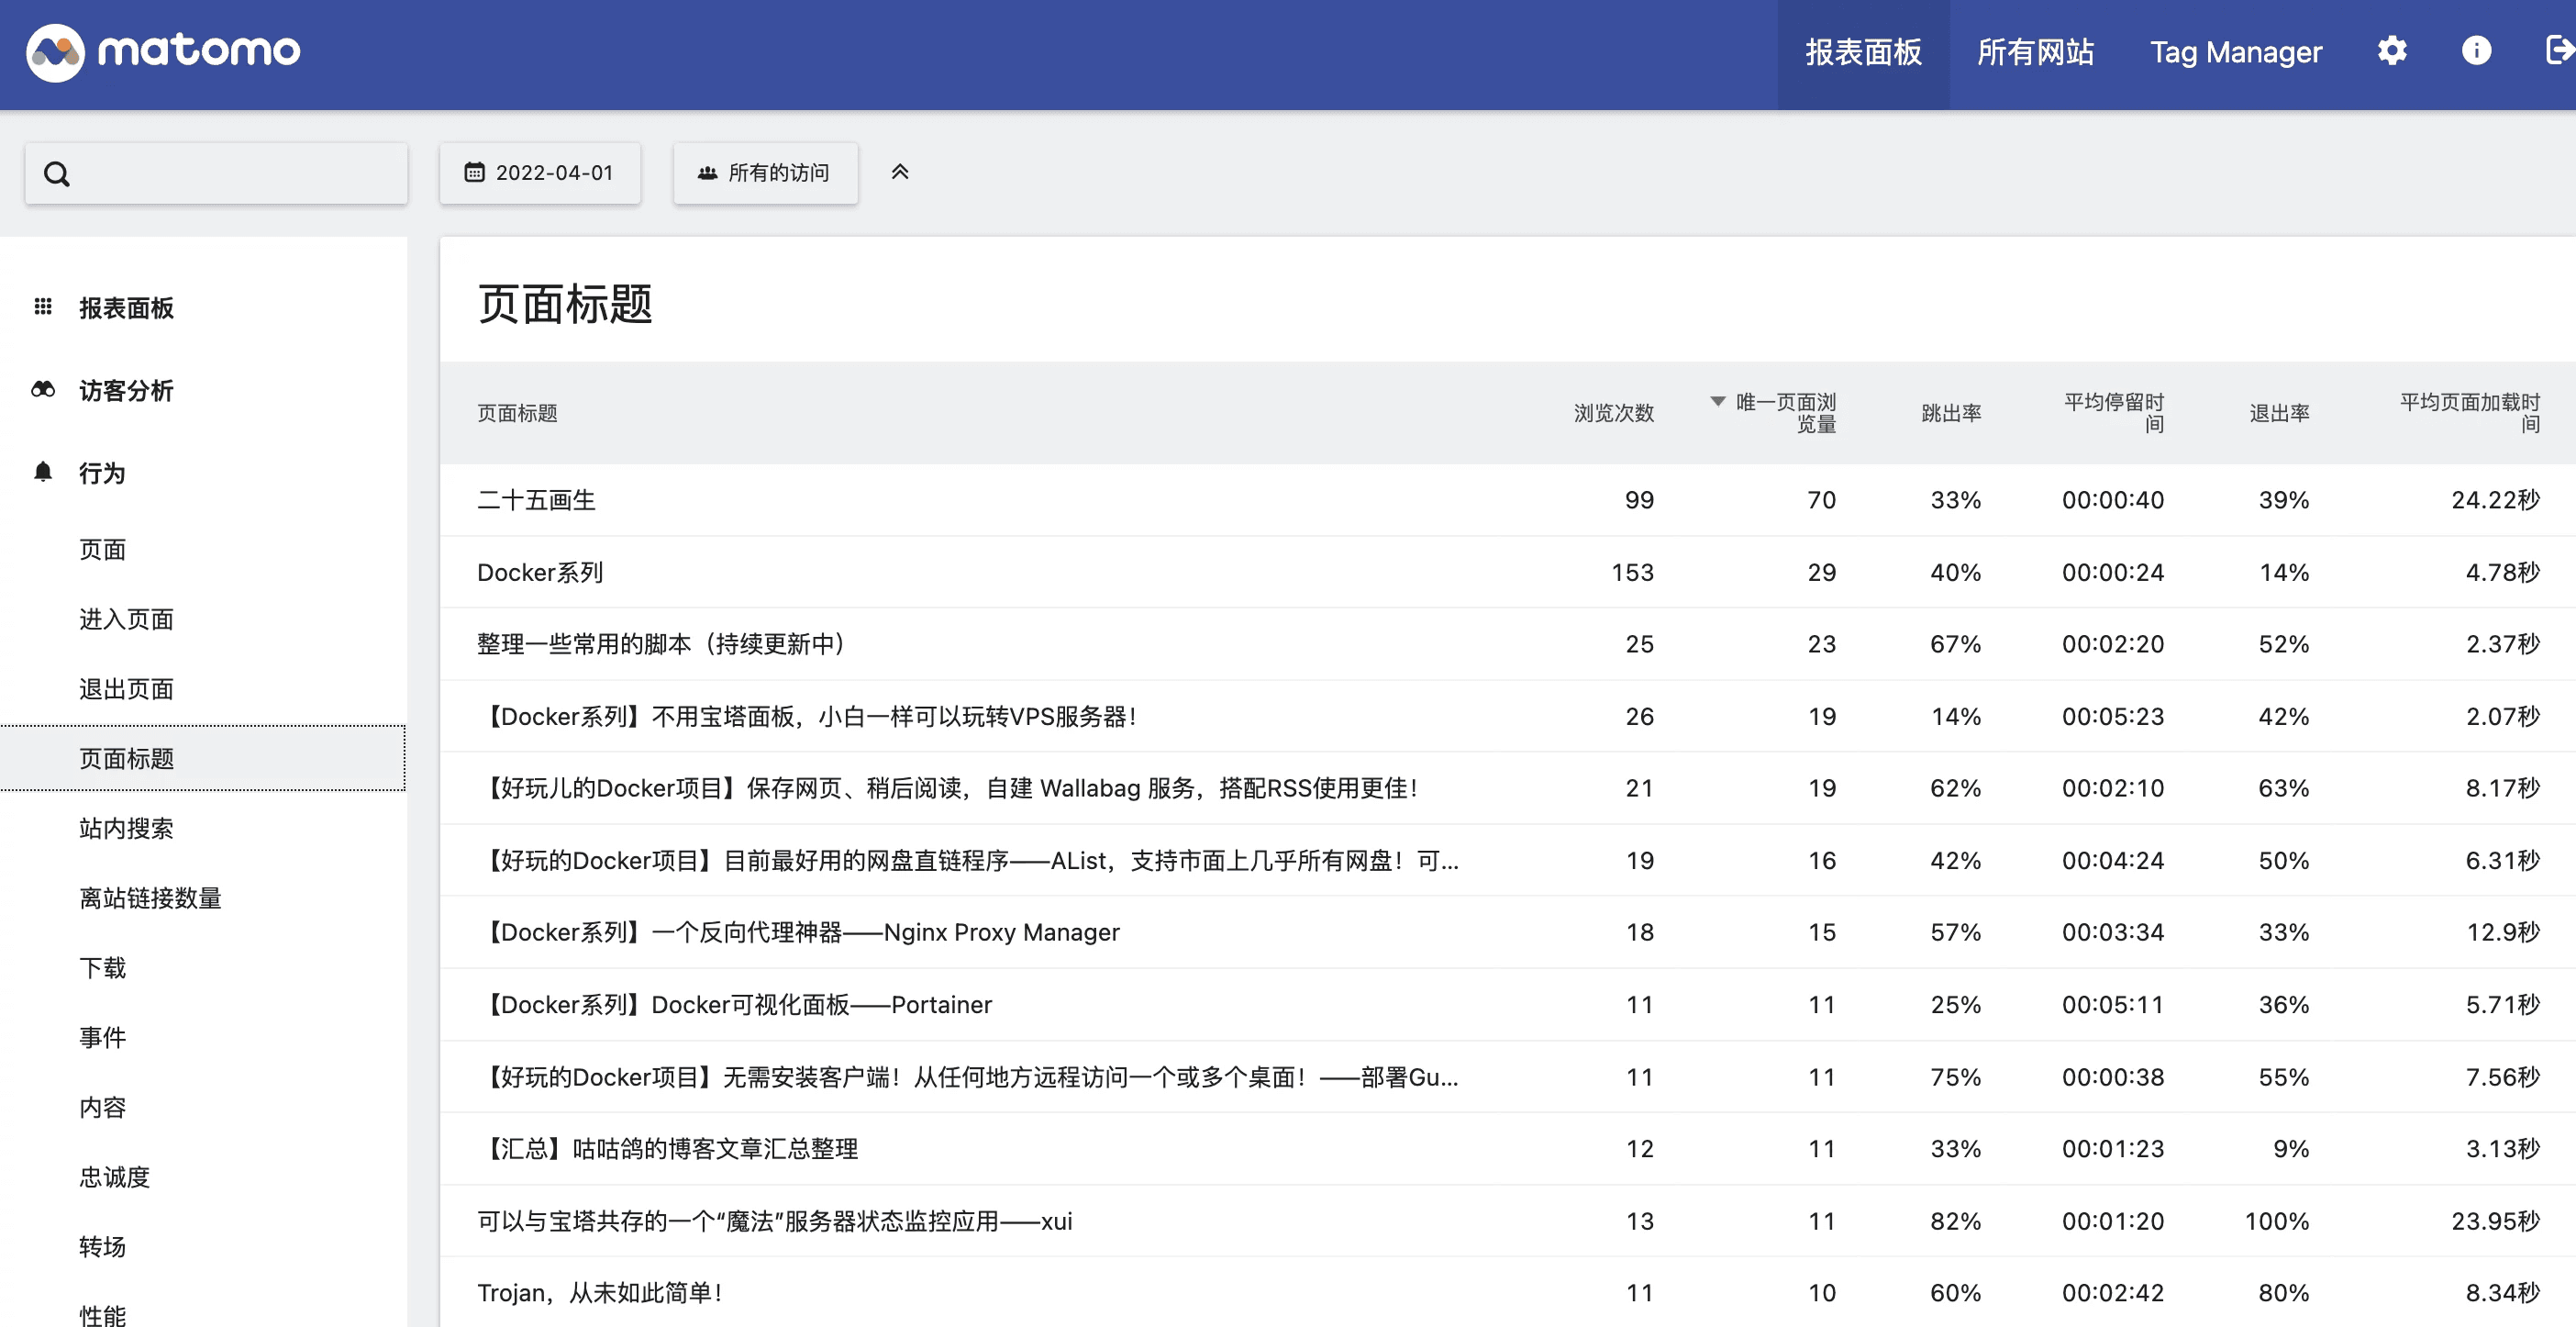 matomo
报表面板 所有网站 Tag Manager
2022-04-01 所有的访问
报表面板
访客分析
行为
页面
进入页面
退出页面
页面标题
站内搜索
离站链接数量
下载
事件
内容
忠诚度
转场
性能
页面标题
页面标题 浏览次数 唯一页面浏览量 跳出率 平均停留时间 退出率 平均页面加载时间
二十五画生 99 70 33% 00:00:40 39% 24.22秒
Docker系列 153 29 40% 00:00:24 14% 4.78秒
整理一些常用的脚本（持续更新中） 25 23 67% 00:02:20 52% 2.37秒
【Docker系列】不用宝塔面板，小白一样可以玩转VPS服务器！ 26 19 14% 00:05:23 42% 2.07秒
【好玩儿的Docker项目】保存网页、稍后阅读，自建 Wallabag 服务，搭配RSS使用更佳！ 21 19 62% 00:02:10 63% 8.17秒
【好玩的Docker项目】目前最好用的网盘直链程序——AList，支持市面上几乎所有网盘！可... 19 16 42% 00:04:24 50% 6.31秒
【Docker系列】一个反向代理神器——Nginx Proxy Manager 18 15 57% 00:03:34 33% 12.9秒
【Docker系列】Docker可视化面板——Portainer 11 11 25% 00:05:11 36% 5.71秒
【好玩的Docker项目】无需安装客户端！从任何地方远程访问一个或多个桌面！——部署Gu... 11 11 75% 00:00:38 55% 7.56秒
【汇总】咕咕鸽的博客文章汇总整理 12 11 33% 00:01:23 9% 3.13秒
可以与宝塔共存的一个“魔法”服务器状态监控应用——xui 13 11 82% 00:01:20 100% 23.95秒
Trojan，从未如此简单！ 11 10 60% 00:02:42 80% 8.34秒